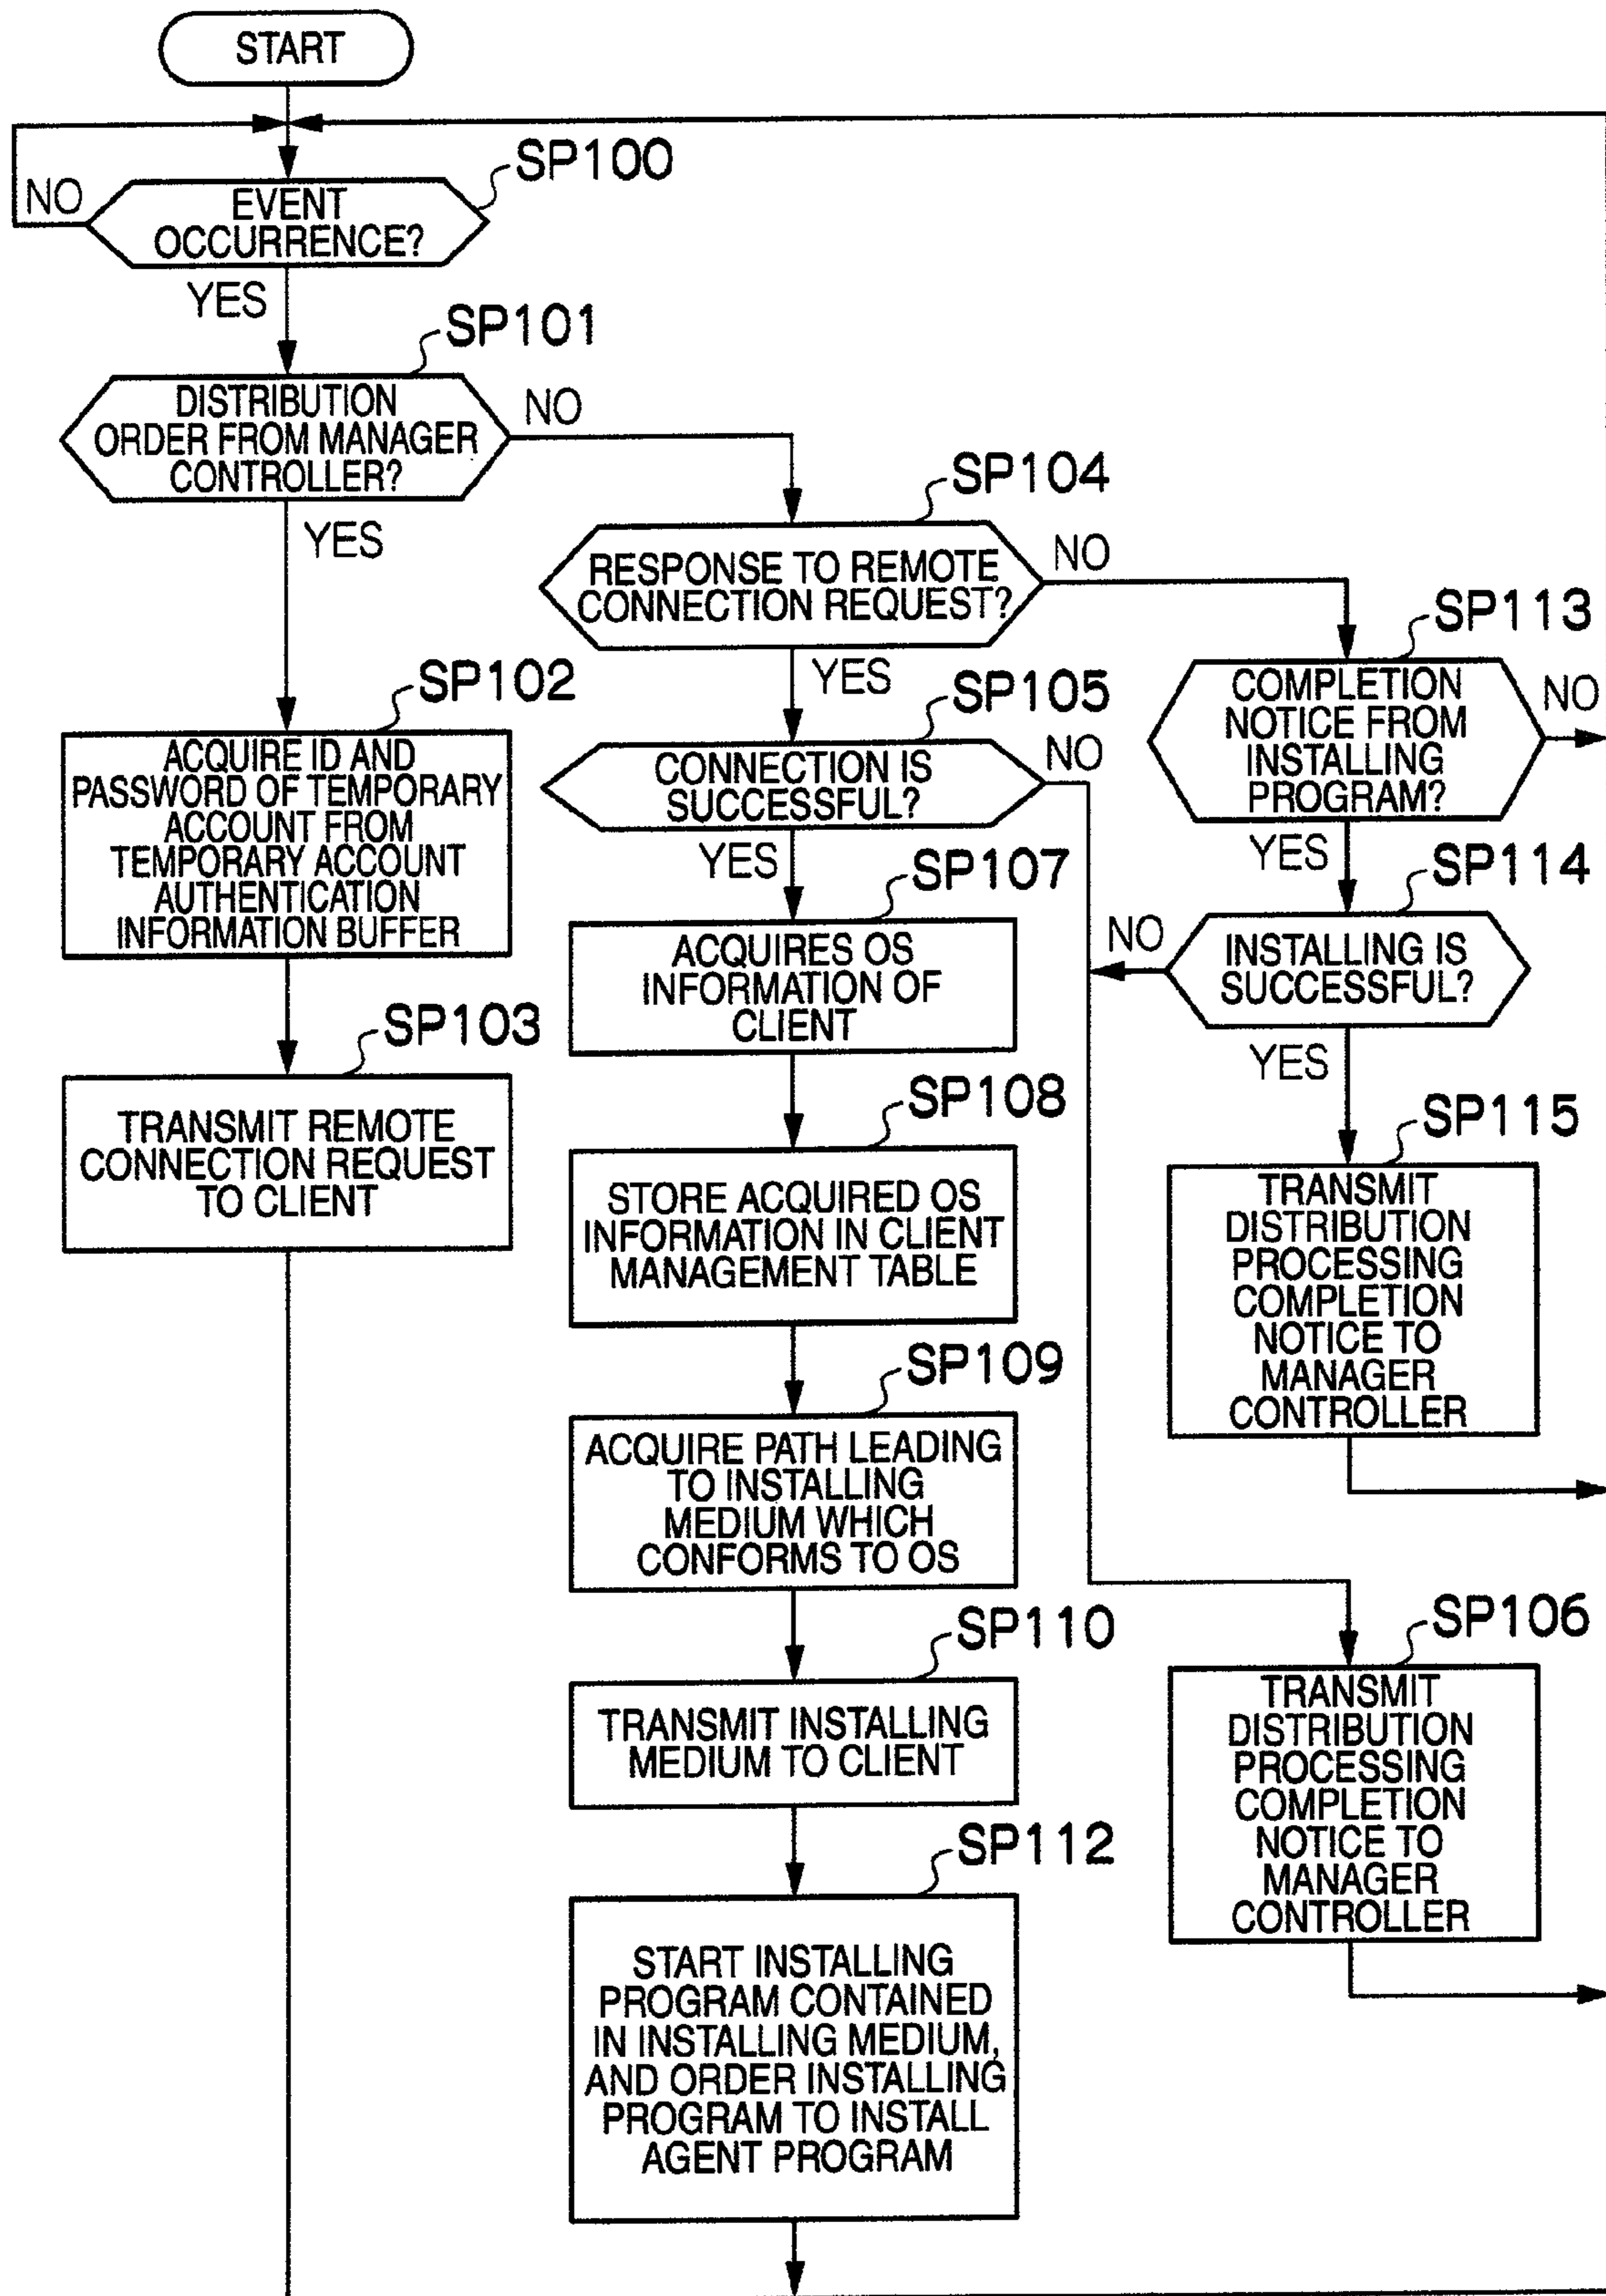 START
SP100
NO
EVENT
OCCURRENCE?
YES
SP101
DISTRIBUTION
ORDER FROM MANAGER
CONTROLLER?
NO
YES
SP104
RESPONSE TO REMOTE
CONNECTION REQUEST?
NO
YES
SP113
COMPLETION
NOTICE FROM
INSTALLING
PROGRAM?
NO
YES
SP102
ACQUIRE ID AND
PASSWORD OF TEMPORARY
ACCOUNT FROM
TEMPORARY ACCOUNT
AUTHENTICATION
INFORMATION BUFFER
SP105
CONNECTION IS
SUCCESSFUL?
NO
YES
SP114
NO
INSTALLING IS
SUCCESSFUL?
YES
SP107
ACQUIRES OS
INFORMATION OF
CLIENT
SP103
TRANSMIT REMOTE
CONNECTION REQUEST
TO CLIENT
SP108
STORE ACQUIRED OS
INFORMATION IN CLIENT
MANAGEMENT TABLE
SP115
TRANSMIT
DISTRIBUTION
PROCESSING
COMPLETION
NOTICE TO
MANAGER
CONTROLLER
SP109
ACQUIRE PATH LEADING
TO INSTALLING
MEDIUM WHICH
CONFORMS TO OS
SP110
TRANSMIT INSTALLING
MEDIUM TO CLIENT
SP106
TRANSMIT
DISTRIBUTION
PROCESSING
COMPLETION
NOTICE TO
MANAGER
CONTROLLER
SP112
START INSTALLING
PROGRAM CONTAINED
IN INSTALLING MEDIUM,
AND ORDER INSTALLING
PROGRAM TO INSTALL
AGENT PROGRAM